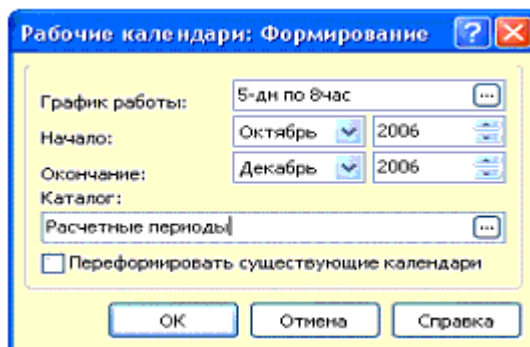 Рабочие календари: Формирование ?
График работы: 5-дн по 8час ...
Начало: Октябрь 2006
Окончание: Декабрь 2006
Каталог:
Расчетные периоды ...
Переформировать существующие календари
ОК Отмена Справка